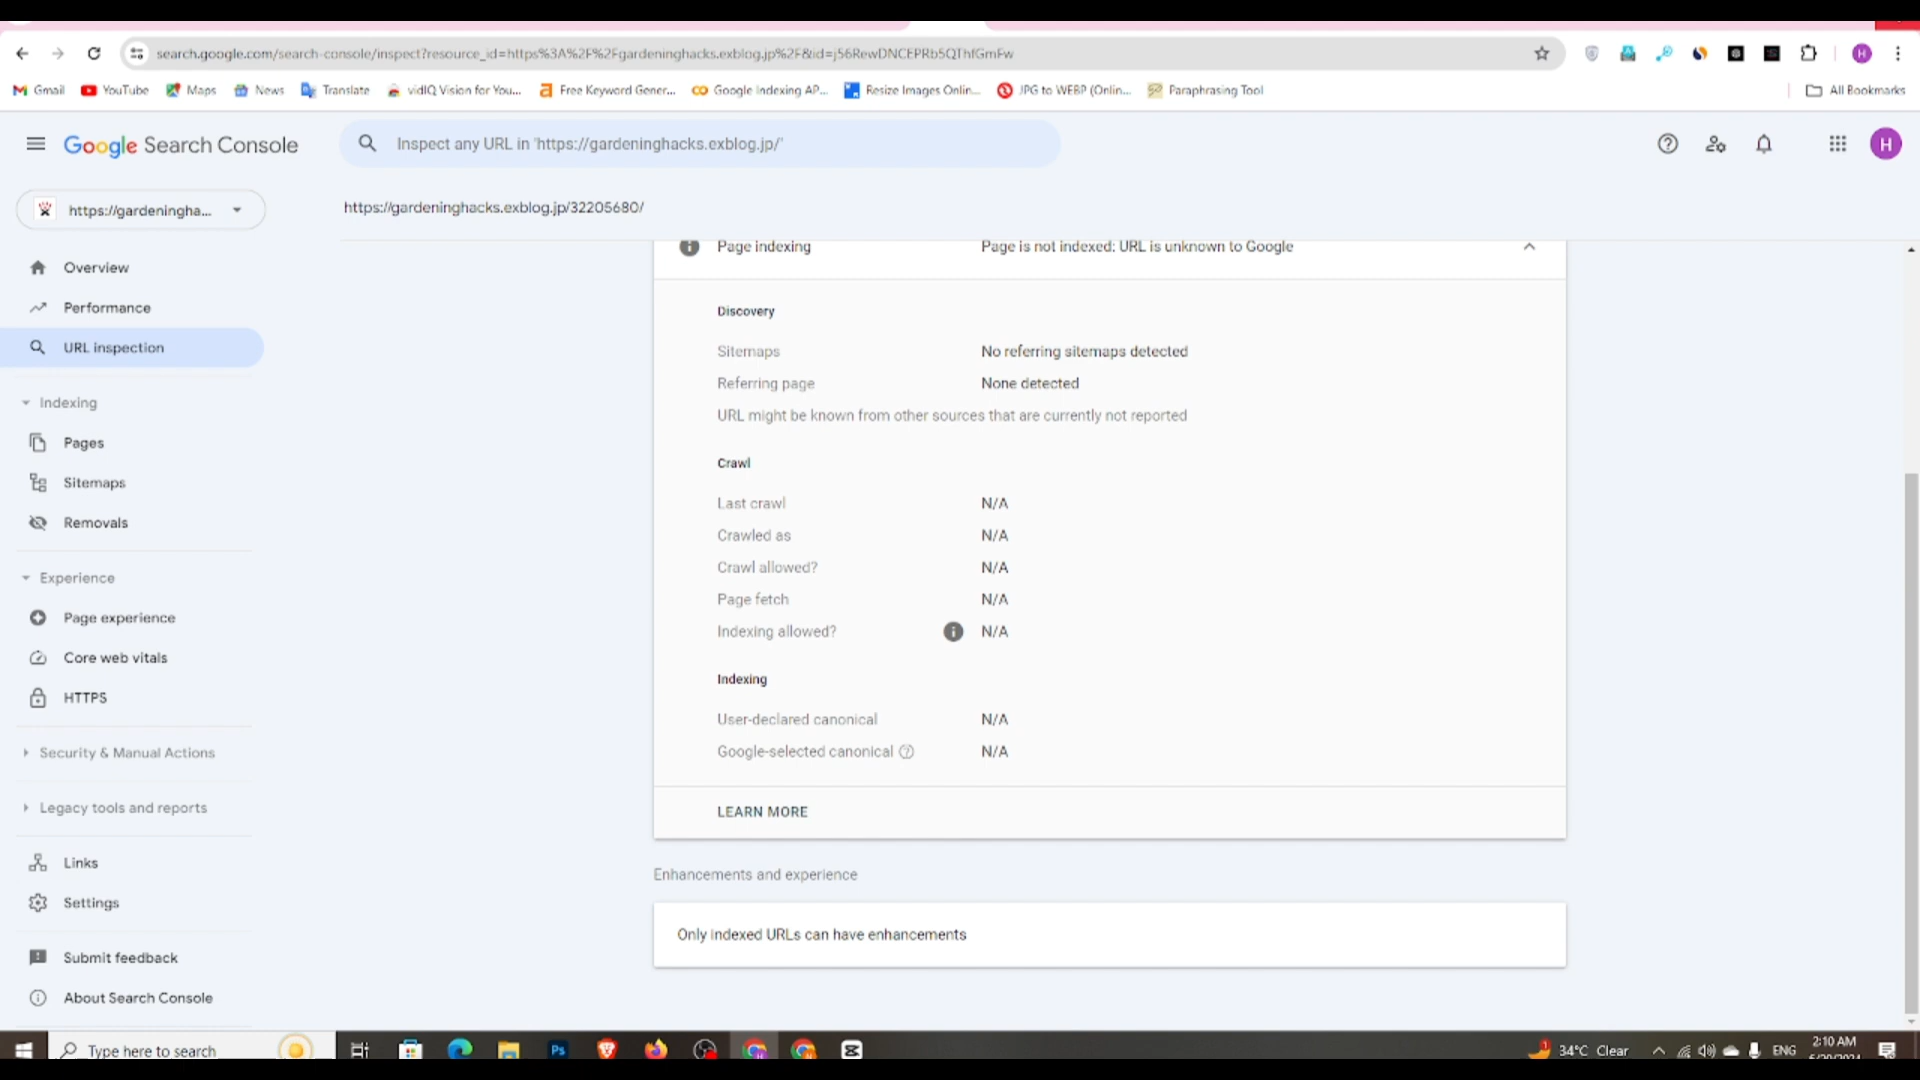 search.google.com/search-console/inspect?resource_id=https%3A%2F%2Fgardeninghacks.exblog.jp%2F&id=j56RewDNCEPRb5QThfGmFw
H
Gmail YouTube Maps News Translate vidIQ Vision for You... Free Keyword Gener... Google Indexing AP... Resize Images Onlin... JPG to WEBP (Onlin... Paraphrasing Tool All Bookmarks
Google Search Console
Inspect any URL in 'https://gardeninghacks.exblog.jp/'
H
https://gardeningha...
https://gardeninghacks.exblog.jp/32205680/
Overview
Performance
URL inspection
Indexing
Pages
Sitemaps
Removals
Experience
Page experience
Core web vitals
HTTPS
Security & Manual Actions
Legacy tools and reports
Links
Settings
Submit feedback
About Search Console
Page indexing Page is not indexed: URL is unknown to Google
Discovery
Sitemaps No referring sitemaps detected
Referring page None detected
URL might be known from other sources that are currently not reported
Crawl
Last crawl N/A
Crawled as N/A
Crawl allowed? N/A
Page fetch N/A
Indexing allowed? N/A
Indexing
User-declared canonical N/A
Google-selected canonical N/A
LEARN MORE
Enhancements and experience
Only indexed URLs can have enhancements
Type here to search
Ps
34°C Clear
ENG
2:10 AM